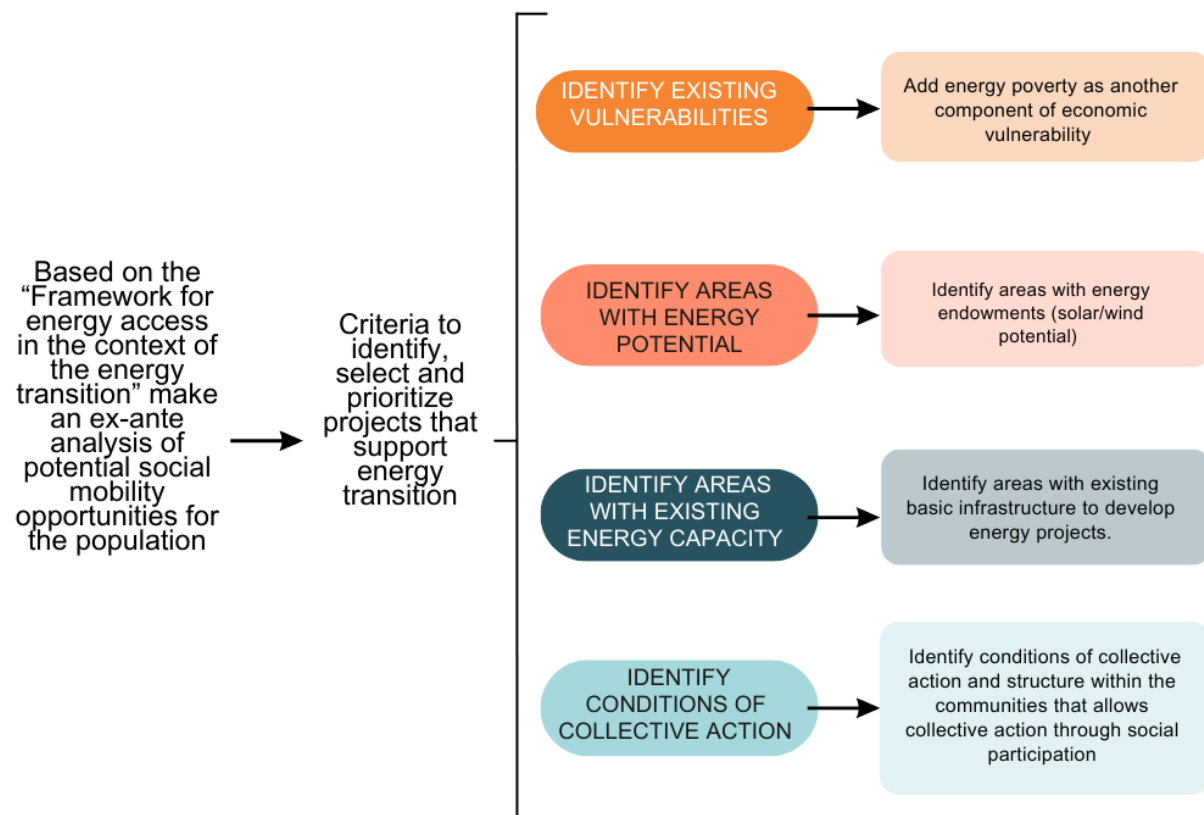 Based on the
“Framework for
energy access
in the context of
the energy
transition” make
an ex-ante
analysis of
potential social
mobility
opportunities for
the population
Criteria to
identify,
select and
prioritize
projects that
support
energy
transition
IDENTIFY EXISTING
VULNERABILITIES
Add energy poverty as another
component of economic
vulnerability
IDENTIFY AREAS
WITH ENERGY
POTENTIAL
Identify areas with energy
endowments (solar/wind
potential)
IDENTIFY AREAS
WITH EXISTING
ENERGY CAPACITY
Identify areas with existing
basic infrastructure to develop
energy projects.
IDENTIFY
CONDITIONS OF
COLLECTIVE ACTION
Identify conditions of collective
action and structure within the
communities that allows
collective action through social
participation